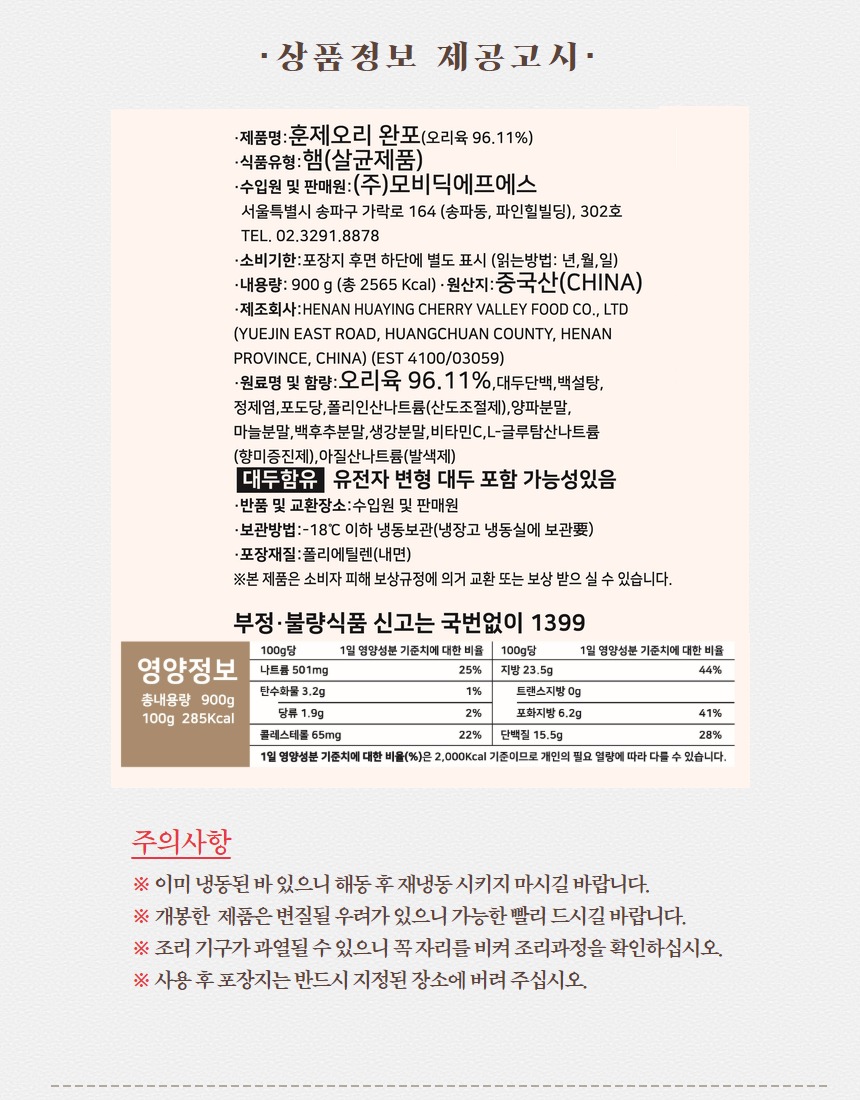 ·상품정보 제공고시·
·제품명:훈제오리 완포(오리육 96.11%)
·식품유형:햄(살균제품)
·수입원 및 판매원:(주)모비딕에프에스
서울특별시 송파구 가락로 164 (송파동, 파인힐빌딩), 302호
TEL. 02.3291.8878
·소비기한:포장지 후면 하단에 별도 표시 (읽는방법: 년,월,일)
·내용량: 900 g (총 2565 Kcal) ·원산지:중국산(CHINA)
·제조회사:HENAN HUAYING CHERRY VALLEY FOOD CO., LTD
(YUEJIN EAST ROAD, HUANGCHUAN COUNTY, HENAN
PROVINCE, CHINA) (EST 4100/03059)
·원료명 및 함량:오리육 96.11%,대두단백,백설탕,
정제염,포도당,폴리인산나트륨(산도조절제),양파분말,
마늘분말,백후추분말,생강분말,비타민C,L-글루탐산나트륨
(향미증진제),아질산나트륨(발색제)
대두함유 유전자 변형 대두 포함 가능성있음
·반품 및 교환장소:수입원 및 판매원
·보관방법:-18℃ 이하 냉동보관(냉장고 냉동실에 보관要)
·포장재질:폴리에틸렌(내면)
※본 제품은 소비자 피해 보상규정에 의거 교환 또는 보상 받으 실 수 있습니다.
부정·불량식품 신고는 국번없이 1399
영양정보
총내용량 900g
100g 285Kcal
100g당 1일 영양성분 기준치에 대한 비율 100g당 1일 영양성분 기준치에 대한 비율
나트륨 501mg 25% 지방 23.5g 44%
탄수화물 3.2g 1% 트랜스지방 0g
당류 1.9g 2% 포화지방 6.2g 41%
콜레스테롤 65mg 22% 단백질 15.5g 28%
1일 영양성분 기준치에 대한 비율(%)은 2,000Kcal 기준이므로 개인의 필요 열량에 따라 다를 수 있습니다.
주의사항
※ 이미 냉동된 바 있으니 해동 후 재냉동 시키지 마시길 바랍니다.
※ 개봉한 제품은 변질될 우려가 있으니 가능한 빨리 드시길 바랍니다.
※ 조리 기구가 과열될 수 있으니 꼭 자리를 비켜 조리과정을 확인하십시오.
※ 사용 후 포장지는 반드시 지정된 장소에 버려 주십시오.